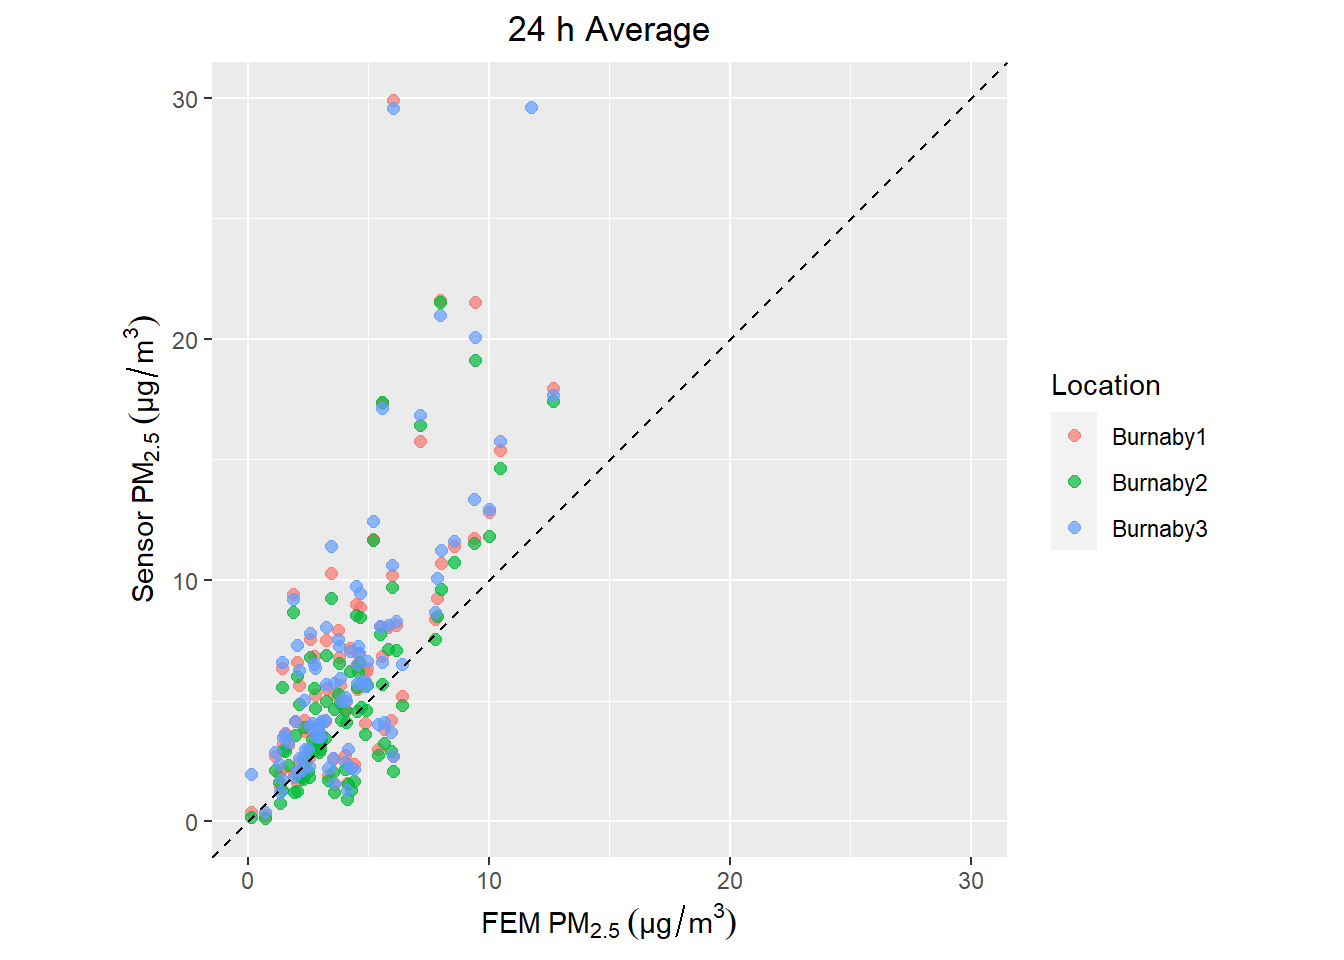 24 h Average
30
20
10
0
Sensor PM2.5 (µg/m³)
0 10 20 30
FEM PM2.5 (µg/m³)
Location
Burnaby1
Burnaby2
Burnaby3